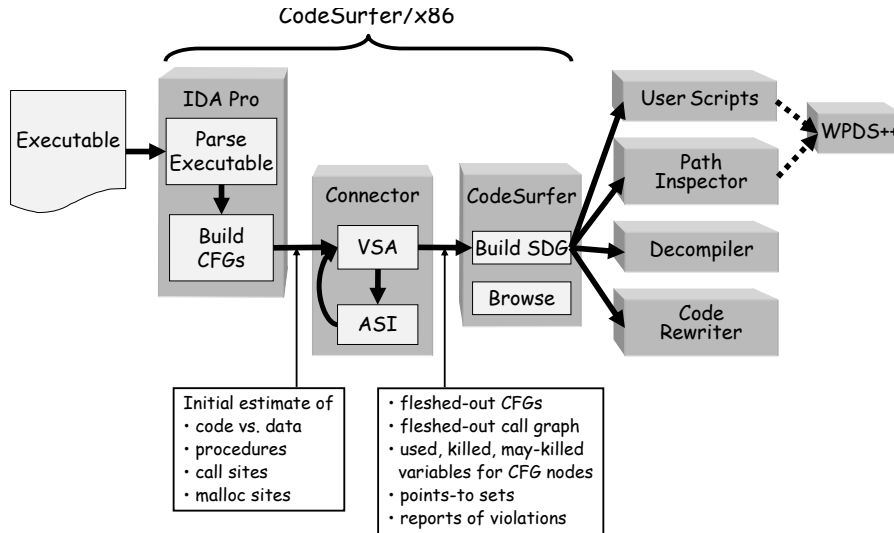 CodeSurfer/x86
IDA Pro
Executable
Parse
Executable
Build
CFGs
Connector
VSA
ASI
CodeSurfer
Build SDG
Browse
User Scripts
Path
Inspector
Decompiler
Code
Rewriter
WPDS++
Initial estimate of
• code vs. data
• procedures
• call sites
• malloc sites
• fleshed-out CFGs
• fleshed-out call graph
• used, killed, may-killed
variables for CFG nodes
• points-to sets
• reports of violations